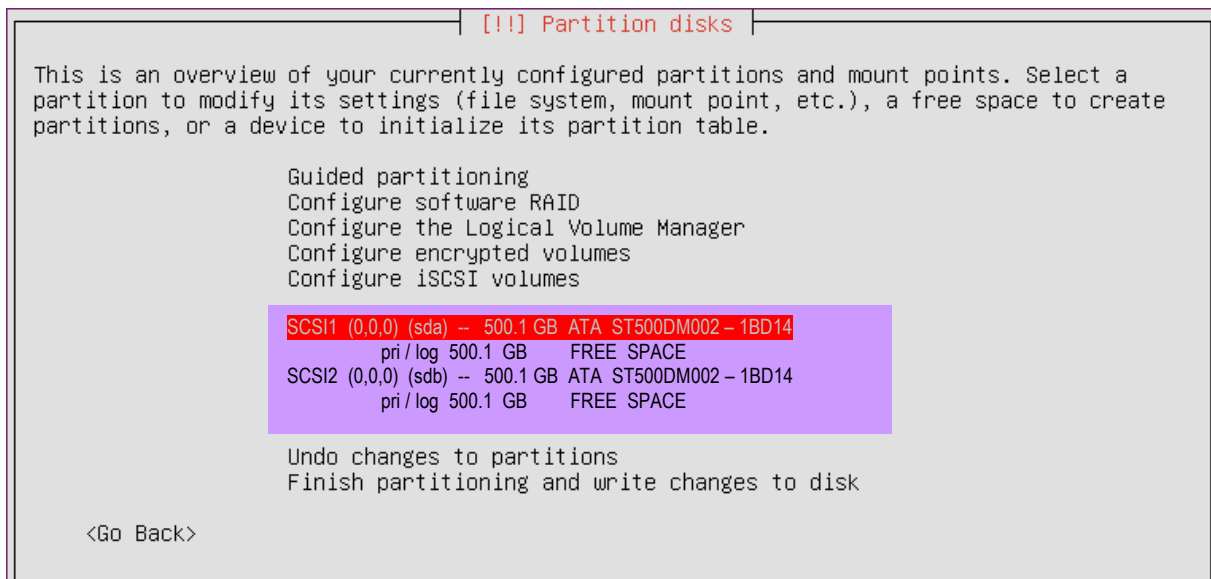 [!!] Partition disks
This is an overview of your currently configured partitions and mount points. Select a
partition to modify its settings (file system, mount point, etc.), a free space to create
partitions, or a device to initialize its partition table.
Guided partitioning
Configure software RAID
Configure the Logical Volume Manager
Configure encrypted volumes
Configure iSCSI volumes
SCSI1 (0,0,0) (sda) -- 500.1 GB ATA ST500DM002 – 1BD14
pri / log 500.1 GB FREE SPACE
SCSI2 (0,0,0) (sdb) -- 500.1 GB ATA ST500DM002 – 1BD14
pri / log 500.1 GB FREE SPACE
Undo changes to partitions
Finish partitioning and write changes to disk
<Go Back>